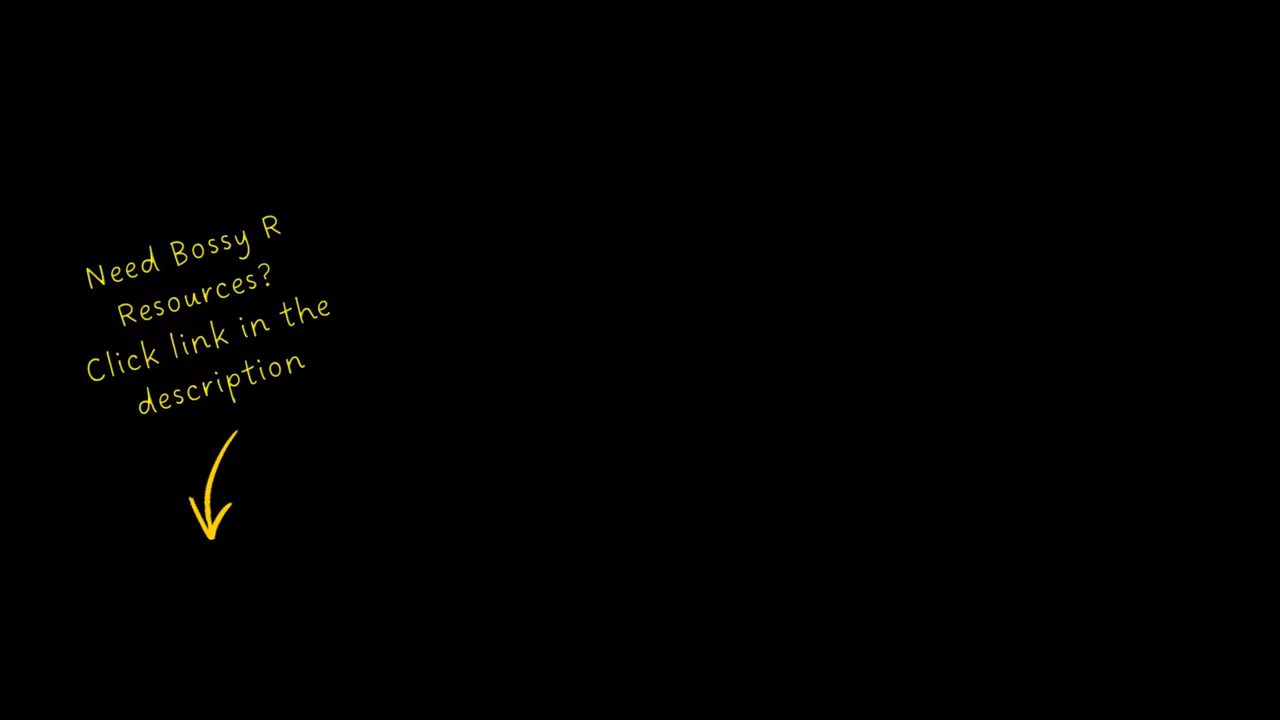 Need Bossy R
Resources?
Click link in the
description